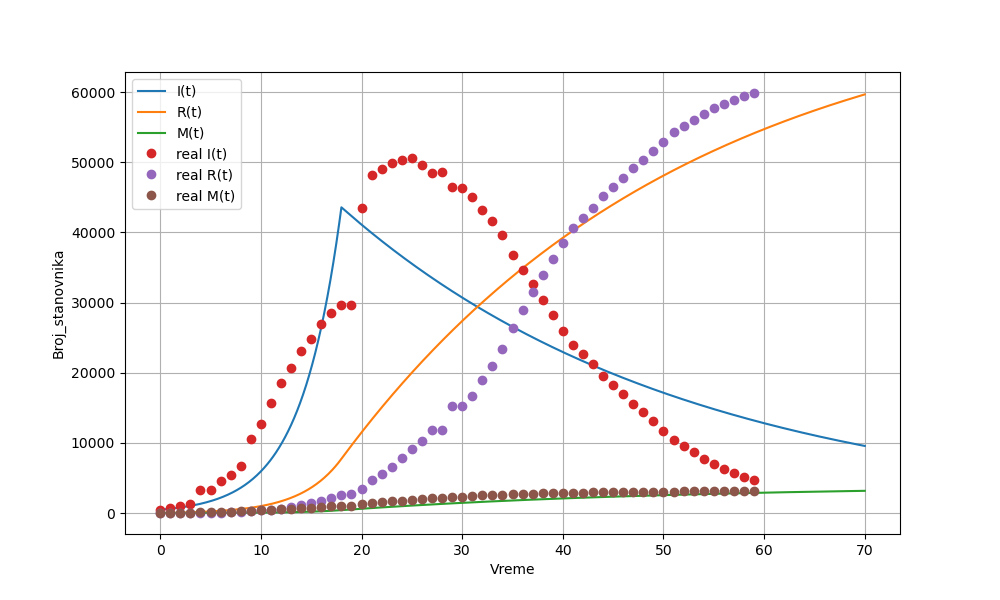 60000
50000
40000
30000
20000
10000
0
Broj_stanovnika
I(t)
R(t)
M(t)
real I(t)
real R(t)
real M(t)
0 10 20 30 40 50 60 70
Vreme